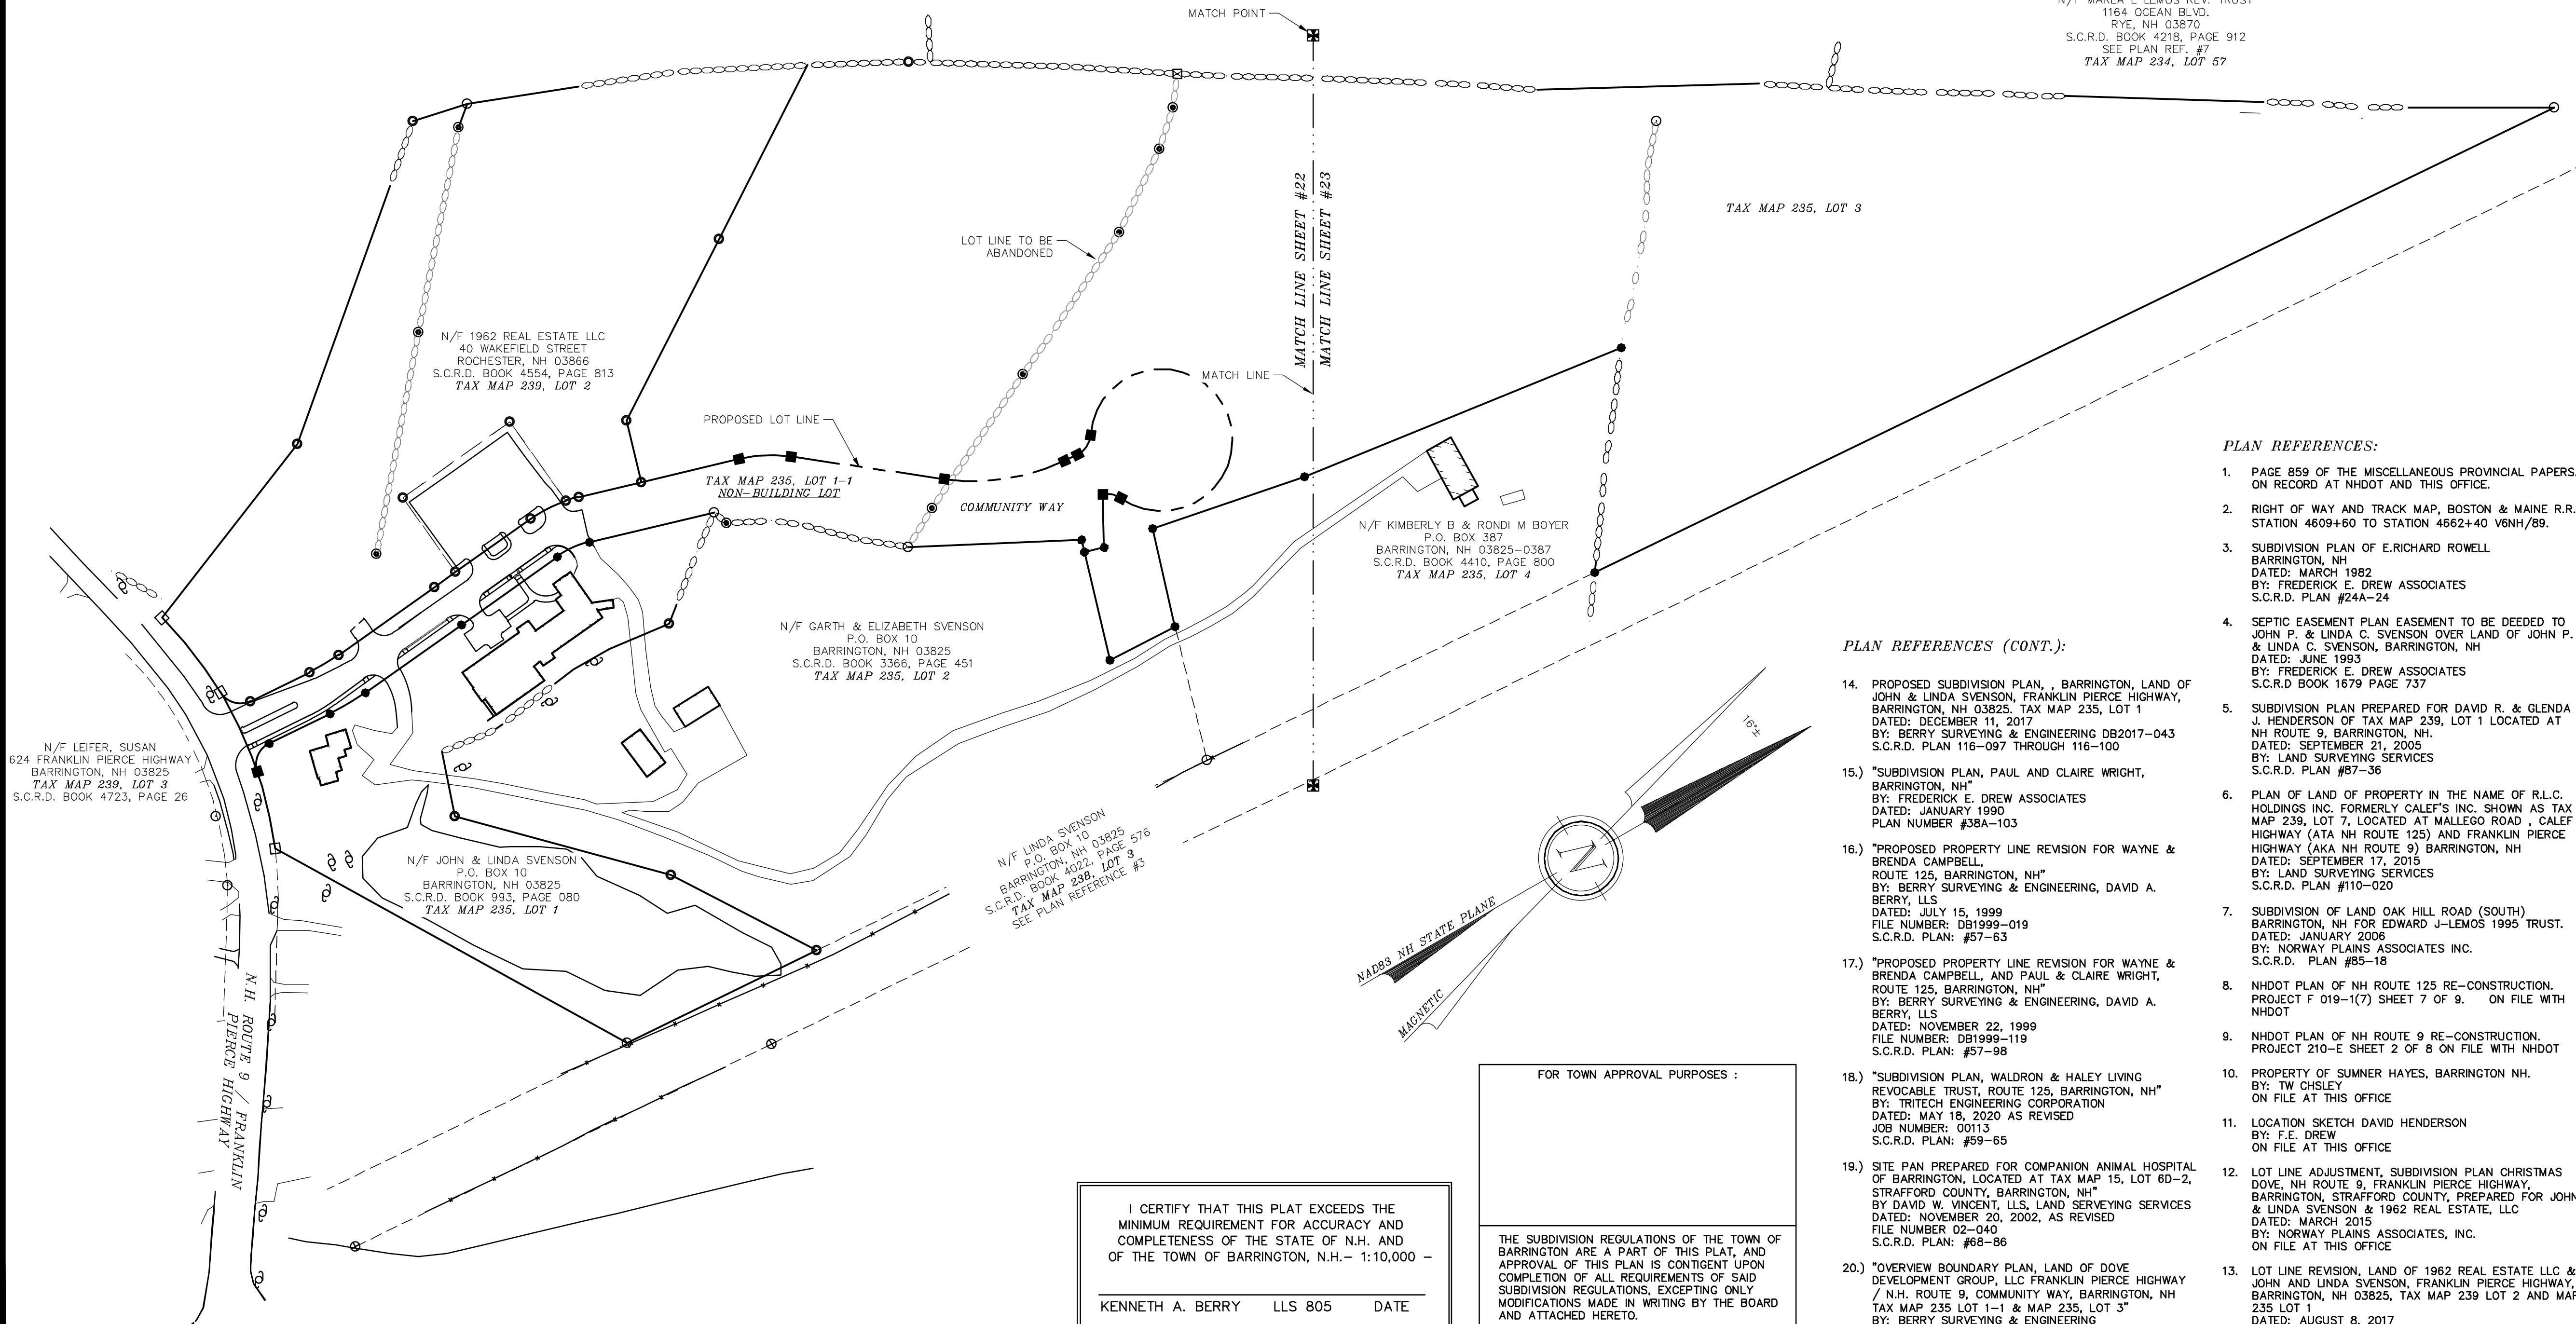 MATCH POINT
N/F MARLA E LEMOS REV. TRUST
1164 OCEAN BLVD.
RYE, NH 03870
S.C.R.D. BOOK 4218, PAGE 912
SEE PLAN REF. #7
TAX MAP 234, LOT 57
MATCH LINE SHEET #22
MATCH LINE SHEET #23
TAX MAP 235, LOT 3
LOT LINE TO BE
ABANDONED
N/F 1962 REAL ESTATE LLC
40 WAKEFIELD STREET
ROCHESTER, NH 03866
S.C.R.D. BOOK 4554, PAGE 813
TAX MAP 239, LOT 2
MATCH LINE
PROPOSED LOT LINE
TAX MAP 235, LOT 1-1
NON-BUILDING LOT
COMMUNITY WAY
N/F KIMBERLY B & RONDI M BOYER
P.O. BOX 387
BARRINGTON, NH 03825-0387
S.C.R.D. BOOK 4410, PAGE 800
TAX MAP 235, LOT 4
N/F GARTH & ELIZABETH SVENSON
P.O. BOX 10
BARRINGTON, NH 03825
S.C.R.D. BOOK 3366, PAGE 451
TAX MAP 235, LOT 2
N/F LEIFER, SUSAN
624 FRANKLIN PIERCE HIGHWAY
BARRINGTON, NH 03825
TAX MAP 239, LOT 3
S.C.R.D. BOOK 4723, PAGE 26
N/F JOHN & LINDA SVENSON
P.O. BOX 10
BARRINGTON, NH 03825
S.C.R.D. BOOK 993, PAGE 080
TAX MAP 235, LOT 1
N/F LINDA SVENSON
P.O. BOX 10
BARRINGTON, NH 03825
S.C.R.D. BOOK 4022, PAGE 576
TAX MAP 238, LOT 3
SEE PLAN REFERENCE #3
N.H. ROUTE 9 / FRANKLIN
PIERCE HIGHWAY
16°±
N
NAD83 NH STATE PLANE
MAGNETIC
I CERTIFY THAT THIS PLAT EXCEEDS THE
MINIMUM REQUIREMENT FOR ACCURACY AND
COMPLETENESS OF THE STATE OF N.H. AND
OF THE TOWN OF BARRINGTON, N.H.- 1:10,000 -
KENNETH A. BERRY LLS 805 DATE
FOR TOWN APPROVAL PURPOSES :
THE SUBDIVISION REGULATIONS OF THE TOWN OF
BARRINGTON ARE A PART OF THIS PLAT, AND
APPROVAL OF THIS PLAN IS CONTIGENT UPON
COMPLETION OF ALL REQUIREMENTS OF SAID
SUBDIVISION REGULATIONS, EXCEPTING ONLY
MODIFICATIONS MADE IN WRITING BY THE BOARD
AND ATTACHED HERETO.
PLAN REFERENCES (CONT.):
14. PROPOSED SUBDIVISION PLAN, , BARRINGTON, LAND OF
JOHN & LINDA SVENSON, FRANKLIN PIERCE HIGHWAY,
BARRINGTON, NH 03825. TAX MAP 235, LOT 1
DATED: DECEMBER 11, 2017
BY: BERRY SURVEYING & ENGINEERING DB2017-043
S.C.R.D. PLAN 116-097 THROUGH 116-100
15.) "SUBDIVISION PLAN, PAUL AND CLAIRE WRIGHT,
BARRINGTON, NH"
BY: FREDERICK E. DREW ASSOCIATES
DATED: JANUARY 1990
PLAN NUMBER #38A-103
16.) "PROPOSED PROPERTY LINE REVISION FOR WAYNE &
BRENDA CAMPBELL,
ROUTE 125, BARRINGTON, NH"
BY: BERRY SURVEYING & ENGINEERING, DAVID A.
BERRY, LLS
DATED: JULY 15, 1999
FILE NUMBER: DB1999-019
S.C.R.D. PLAN: #57-63
17.) "PROPOSED PROPERTY LINE REVISION FOR WAYNE &
BRENDA CAMPBELL, AND PAUL & CLAIRE WRIGHT,
ROUTE 125, BARRINGTON, NH"
BY: BERRY SURVEYING & ENGINEERING, DAVID A.
BERRY, LLS
DATED: NOVEMBER 22, 1999
FILE NUMBER: DB1999-119
S.C.R.D. PLAN: #57-98
18.) "SUBDIVISION PLAN, WALDRON & HALEY LIVING
REVOCABLE TRUST, ROUTE 125, BARRINGTON, NH"
BY: TRITECH ENGINEERING CORPORATION
DATED: MAY 18, 2020 AS REVISED
JOB NUMBER: 00113
S.C.R.D. PLAN: #59-65
19.) SITE PAN PREPARED FOR COMPANION ANIMAL HOSPITAL
OF BARRINGTON, LOCATED AT TAX MAP 15, LOT 6D-2,
STRAFFORD COUNTY, BARRINGTON, NH"
BY DAVID W. VINCENT, LLS, LAND SERVEYING SERVICES
DATED: NOVEMBER 20, 2002, AS REVISED
FILE NUMBER 02-040
S.C.R.D. PLAN: #68-86
20.) "OVERVIEW BOUNDARY PLAN, LAND OF DOVE
DEVELOPMENT GROUP, LLC FRANKLIN PIERCE HIGHWAY
/ N.H. ROUTE 9, COMMUNITY WAY, BARRINGTON, NH
TAX MAP 235 LOT 1-1 & MAP 235, LOT 3"
BY: BERRY SURVEYING & ENGINEERING
PLAN REFERENCES:
1. PAGE 859 OF THE MISCELLANEOUS PROVINCIAL PAPERS.
ON RECORD AT NHDOT AND THIS OFFICE.
2. RIGHT OF WAY AND TRACK MAP, BOSTON & MAINE R.R.
STATION 4609+60 TO STATION 4662+40 V6NH/89.
3. SUBDIVISION PLAN OF E.RICHARD ROWELL
BARRINGTON, NH
DATED: MARCH 1982
BY: FREDERICK E. DREW ASSOCIATES
S.C.R.D. PLAN #24A-24
4. SEPTIC EASEMENT PLAN EASEMENT TO BE DEEDED TO
JOHN P. & LINDA C. SVENSON OVER LAND OF JOHN P.
& LINDA C. SVENSON, BARRINGTON, NH
DATED: JUNE 1993
BY: FREDERICK E. DREW ASSOCIATES
S.C.R.D BOOK 1679 PAGE 737
5. SUBDIVISION PLAN PREPARED FOR DAVID R. & GLENDA
J. HENDERSON OF TAX MAP 239, LOT 1 LOCATED AT
NH ROUTE 9, BARRINGTON, NH.
DATED: SEPTEMBER 21, 2005
BY: LAND SURVEYING SERVICES
S.C.R.D. PLAN #87-36
6. PLAN OF LAND OF PROPERTY IN THE NAME OF R.L.C.
HOLDINGS INC. FORMERLY CALEF'S INC. SHOWN AS TAX
MAP 239, LOT 7, LOCATED AT MALLEGO ROAD , CALEF
HIGHWAY (ATA NH ROUTE 125) AND FRANKLIN PIERCE
HIGHWAY (AKA NH ROUTE 9) BARRINGTON, NH
DATED: SEPTEMBER 17, 2015
BY: LAND SURVEYING SERVICES
S.C.R.D. PLAN #110-020
7. SUBDIVISION OF LAND OAK HILL ROAD (SOUTH)
BARRINGTON, NH FOR EDWARD J-LEMOS 1995 TRUST.
DATED: JANUARY 2006
BY: NORWAY PLAINS ASSOCIATES INC.
S.C.R.D. PLAN #85-18
8. NHDOT PLAN OF NH ROUTE 125 RE-CONSTRUCTION.
PROJECT F 019-1(7) SHEET 7 OF 9. ON FILE WITH
NHDOT
9. NHDOT PLAN OF NH ROUTE 9 RE-CONSTRUCTION.
PROJECT 210-E SHEET 2 OF 8 ON FILE WITH NHDOT
10. PROPERTY OF SUMNER HAYES, BARRINGTON NH.
BY: TW CHSLEY
ON FILE AT THIS OFFICE
11. LOCATION SKETCH DAVID HENDERSON
BY: F.E. DREW
ON FILE AT THIS OFFICE
12. LOT LINE ADJUSTMENT, SUBDIVISION PLAN CHRISTMAS
DOVE, NH ROUTE 9, FRANKLIN PIERCE HIGHWAY,
BARRINGTON, STRAFFORD COUNTY, PREPARED FOR JOHN
& LINDA SVENSON & 1962 REAL ESTATE, LLC
DATED: MARCH 2015
BY: NORWAY PLAINS ASSOCIATES, INC.
ON FILE AT THIS OFFICE
13. LOT LINE REVISION, LAND OF 1962 REAL ESTATE LLC &
JOHN AND LINDA SVENSON, FRANKLIN PIERCE HIGHWAY,
BARRINGTON, NH 03825, TAX MAP 239 LOT 2 AND MAP
235 LOT 1
DATED: AUGUST 8, 2017